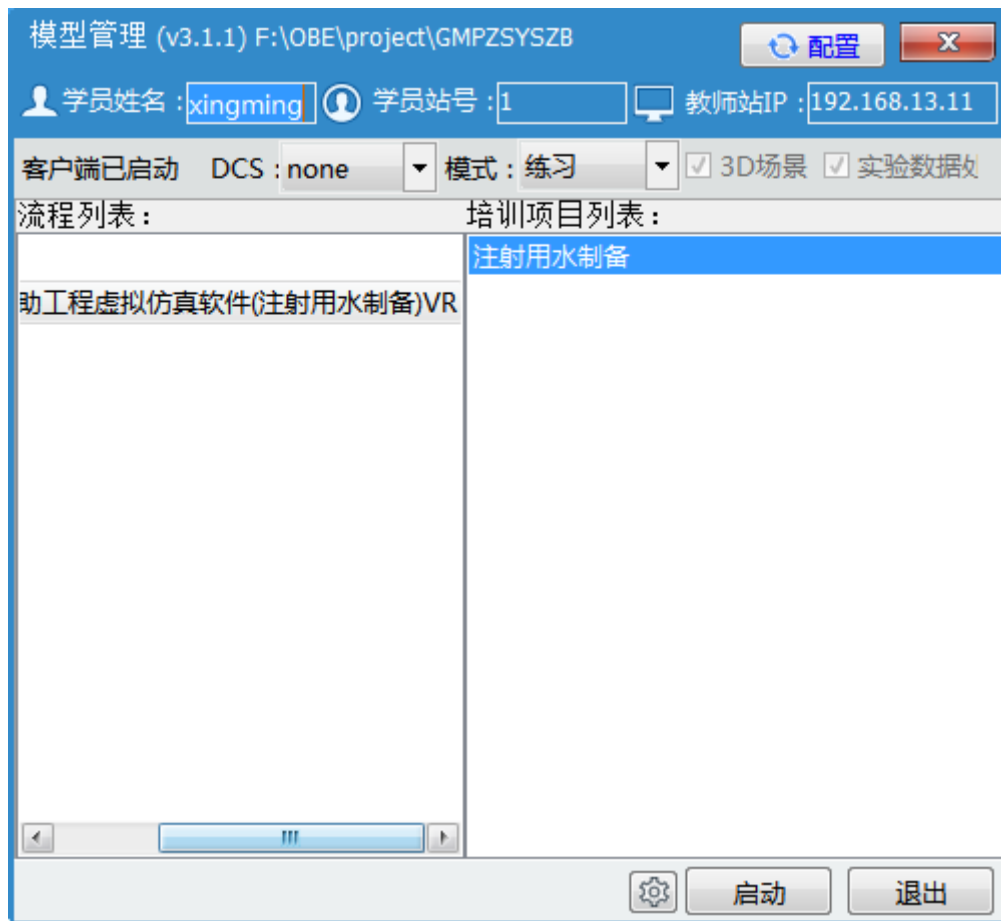 模型管理 (v3.1.1) F:\OBE\project\GMPZSYSZB 配置
学员姓名：xingming 学员站号：1 教师站IP：192.168.13.11
客户端已启动 DCS：none 模式：练习 3D场景 实验数据处
流程列表： 培训项目列表：
注射用水制备
助工程虚拟仿真软件(注射用水制备)VR
启动 退出